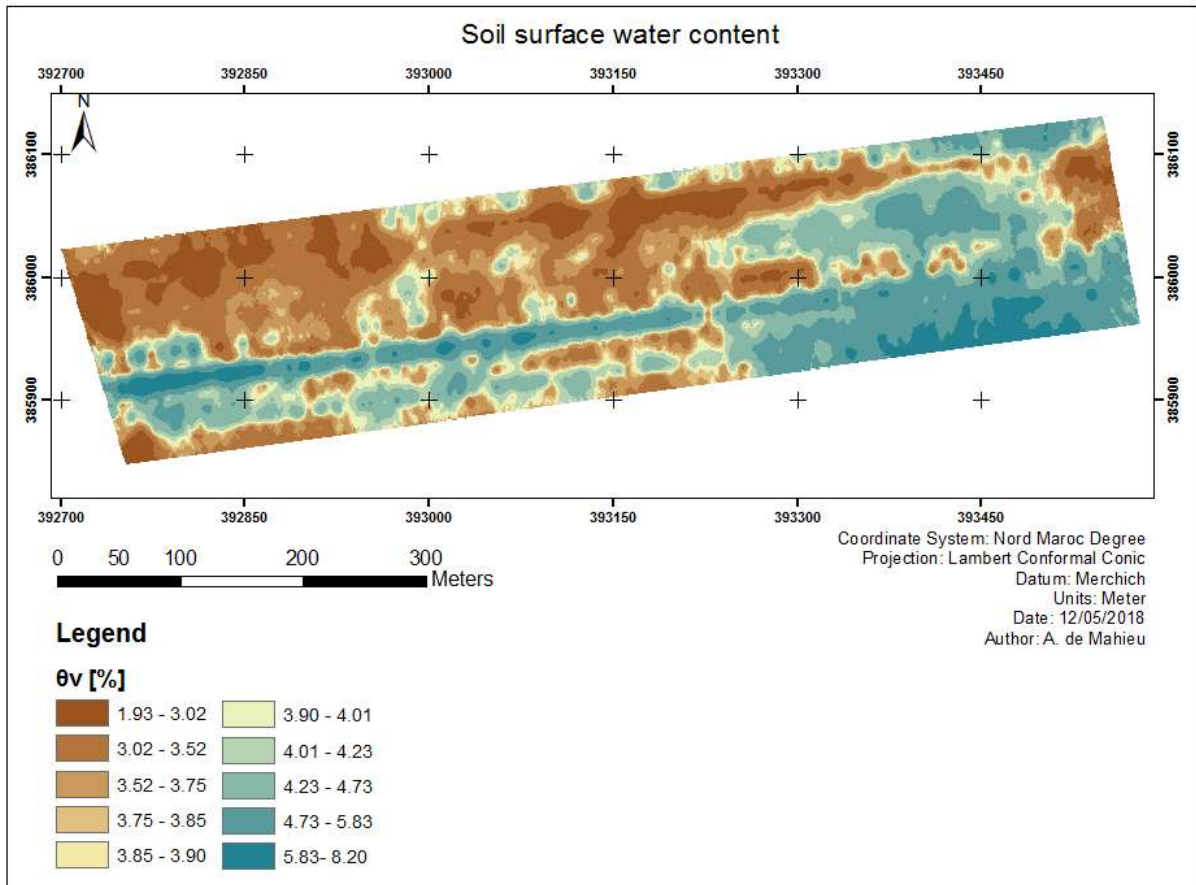 Soil surface water content
392700 392850 393000 393150 393300 393450
N
386100 386100
386000 386000
385900 385900
392700 392850 393000 393150 393300 393450
0 50 100 200 300
Meters
Coordinate System: Nord Maroc Degree
Projection: Lambert Conformal Conic
Datum: Merchich
Units: Meter
Date: 12/05/2018
Author: A. de Mahieu
Legend
θv [%]
1.93 - 3.02
3.02 - 3.52
3.52 - 3.75
3.75 - 3.85
3.85 - 3.90
3.90 - 4.01
4.01 - 4.23
4.23 - 4.73
4.73 - 5.83
5.83- 8.20